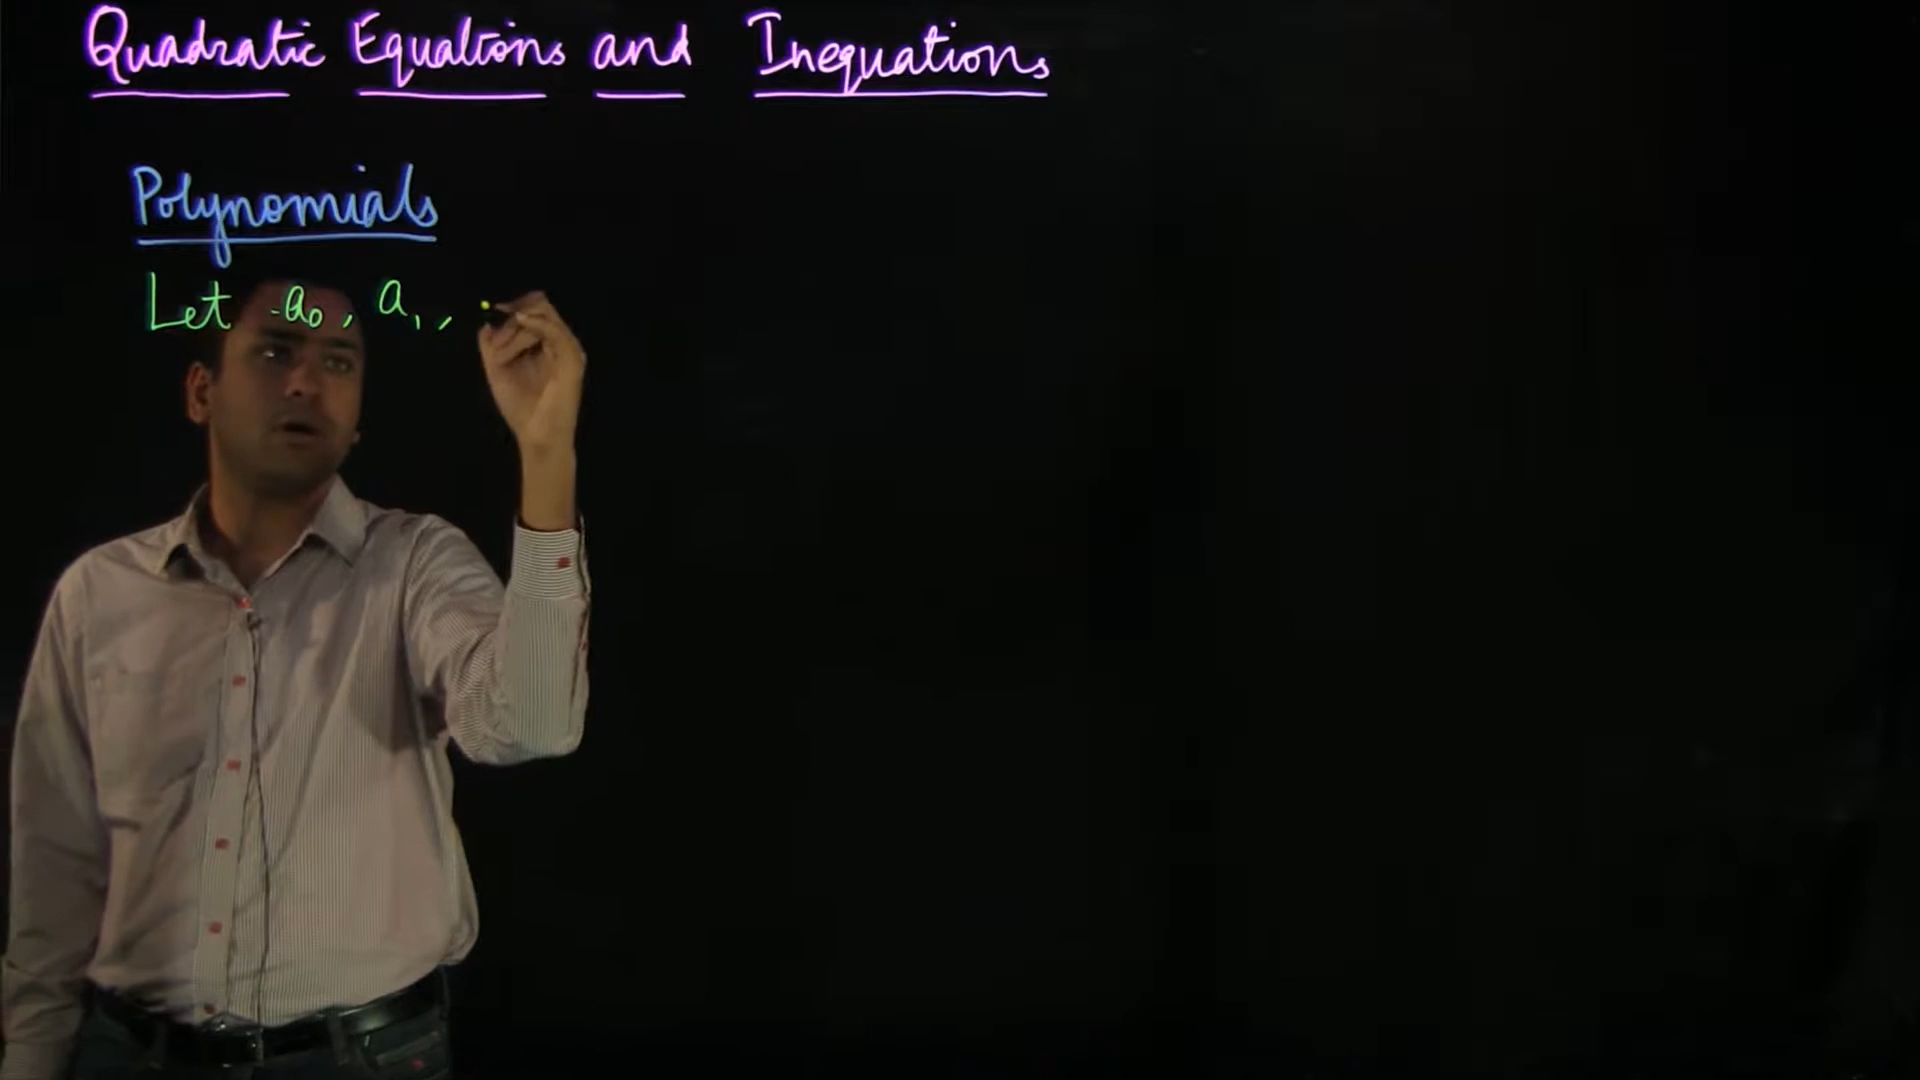 Quadratic Equations and Inequations
Polynomials
Let a₀, a₁, .